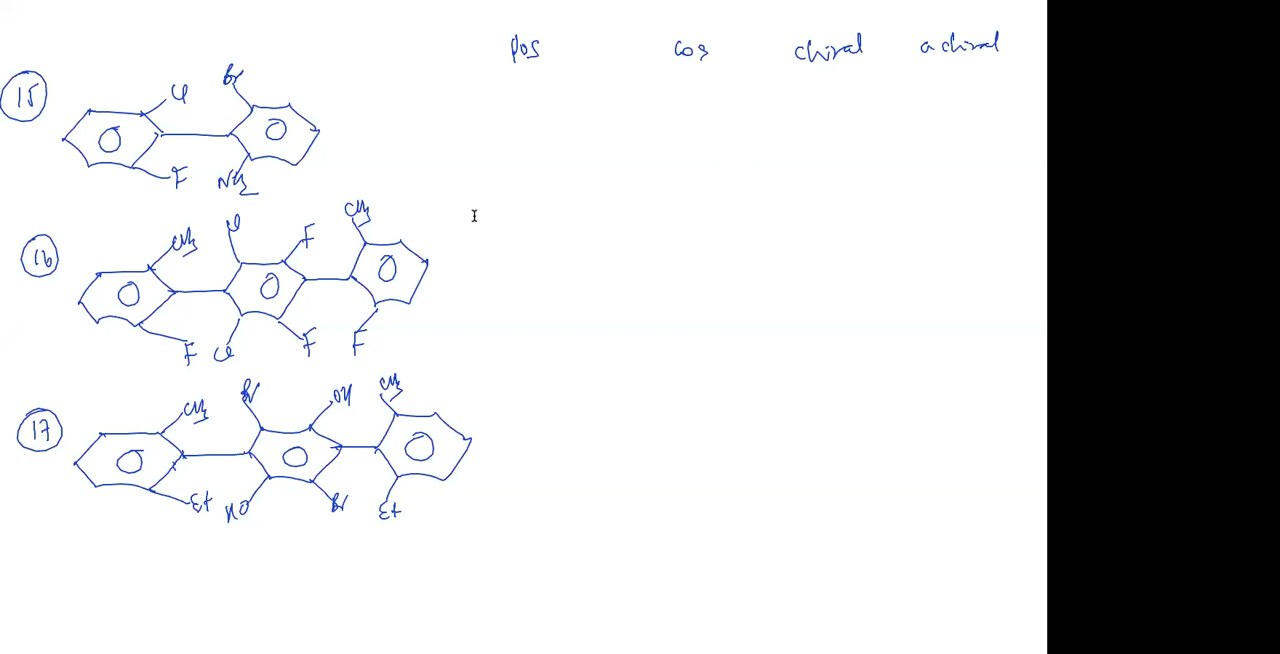 Pos cos chiral achiral
15
Cl Br
F NH2
16
CH3 Cl F CH3
F Cl F F
17
CH3 Br OH CH3
Et HO Br Et